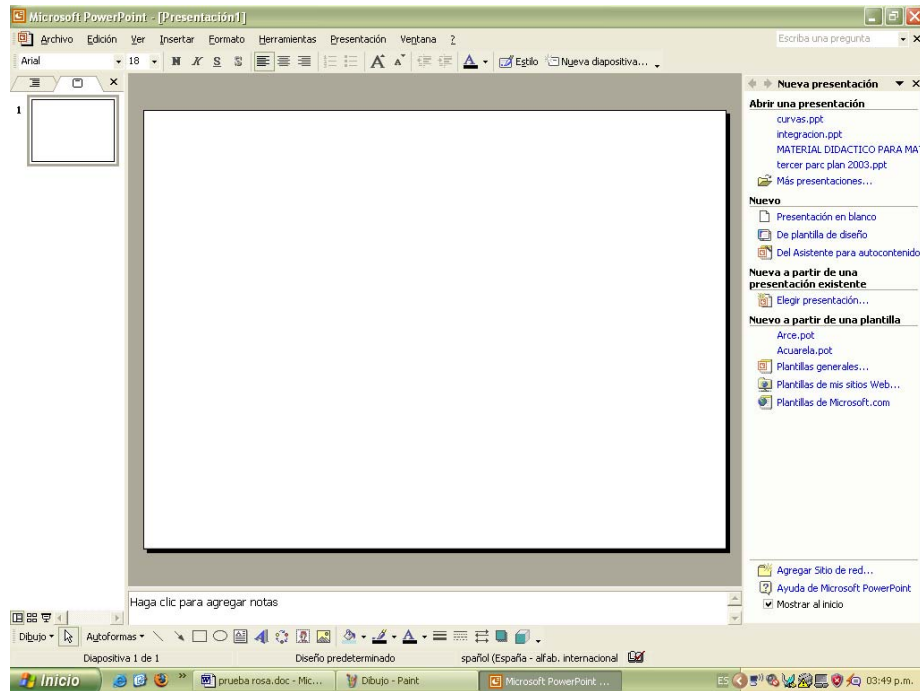 Microsoft PowerPoint - [Presentación1]
Archivo Edición Ver Insertar Formato Herramientas Presentación Ventana ?
Escriba una pregunta
Arial 18 N K S S Estilo Nueva diapositiva...
Nueva presentación
1
Abrir una presentación
curvas.ppt
integracion.ppt
MATERIAL DIDACTICO PARA MA
tercer parc plan 2003.ppt
Más presentaciones...
Nuevo
Presentación en blanco
De plantilla de diseño
Del Asistente para autocontenido
Nueva a partir de una
presentación existente
Elegir presentación...
Nuevo a partir de una plantilla
Arce.pot
Acuarela.pot
Plantillas generales...
Plantillas de mis sitios Web...
Plantillas de Microsoft.com
Agregar Sitio de red...
Ayuda de Microsoft PowerPoint
Mostrar al inicio
Haga clic para agregar notas
Dibujo Autoformas
Diapositiva 1 de 1 Diseño predeterminado spañol (España - alfab. internacional
Inicio prueba rosa.doc - Mic... Dibujo - Paint Microsoft PowerPoint ... ES 03:49 p.m.